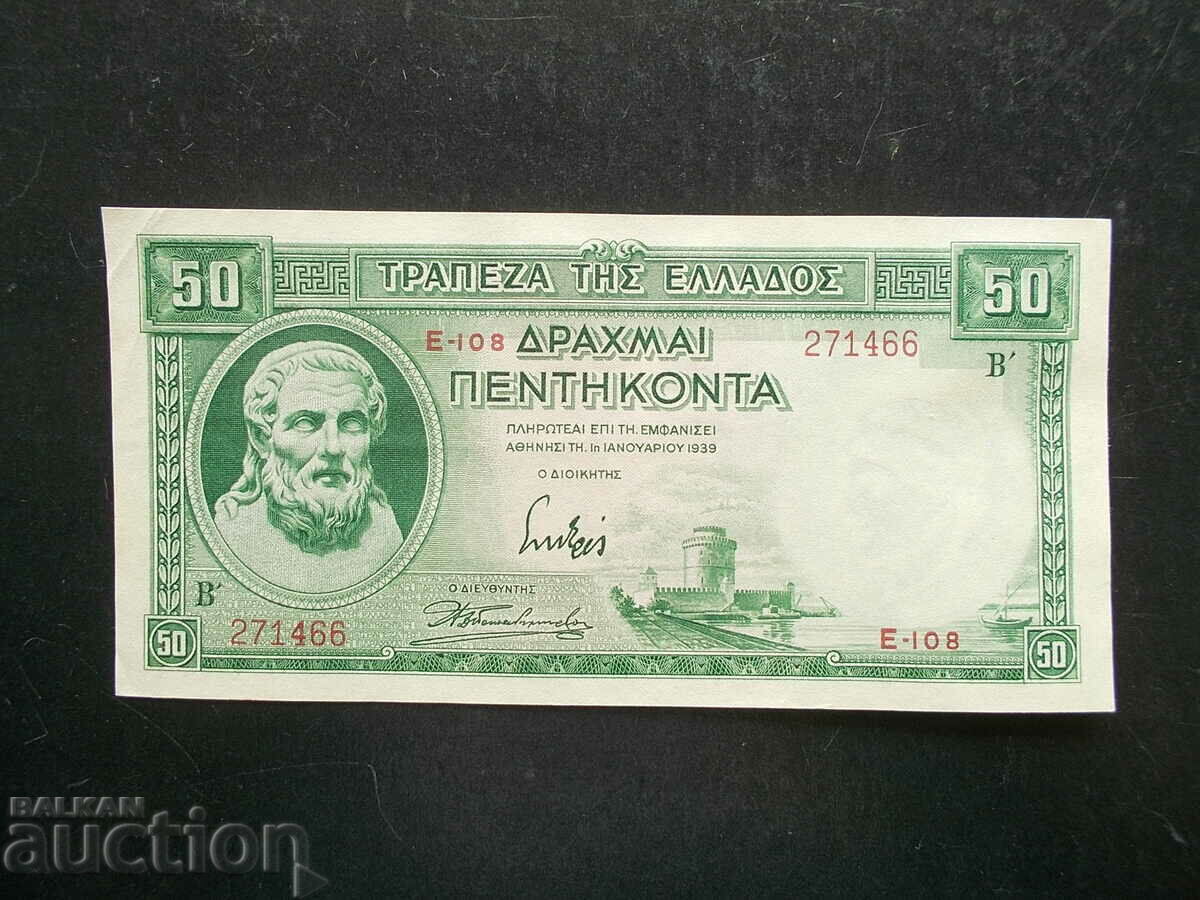 50 ΤΡΑΠΕΖΑ ΤΗΣ ΕΛΛΑΔΟΣ 50
Ε-108 ΔΡΑΧΜΑΙ 271466
Β΄
ΠΕΝΤΗΚΟΝΤΑ
ΠΛΗΡΩΤΕΑΙ ΕΠΙ ΤΗ. ΕΜΦΑΝΙΣΕΙ
ΑΘΗΝΗΣΙ ΤΗ. 1η ΙΑΝΟΥΑΡΙΟΥ 1939
Ο ΔΙΟΙΚΗΤΗΣ
Ο ΔΙΕΥΘΥΝΤΗΣ
Β΄
271466 Ε-108
50 50
BALKAN
auction